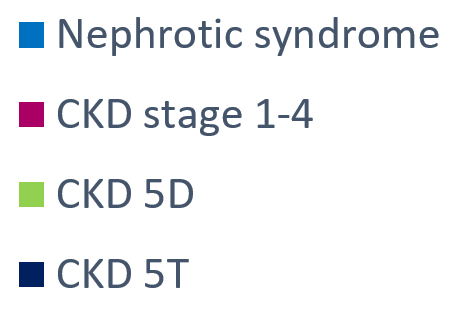 Nephrotic syndrome
CKD stage 1-4
CKD 5D
CKD 5T